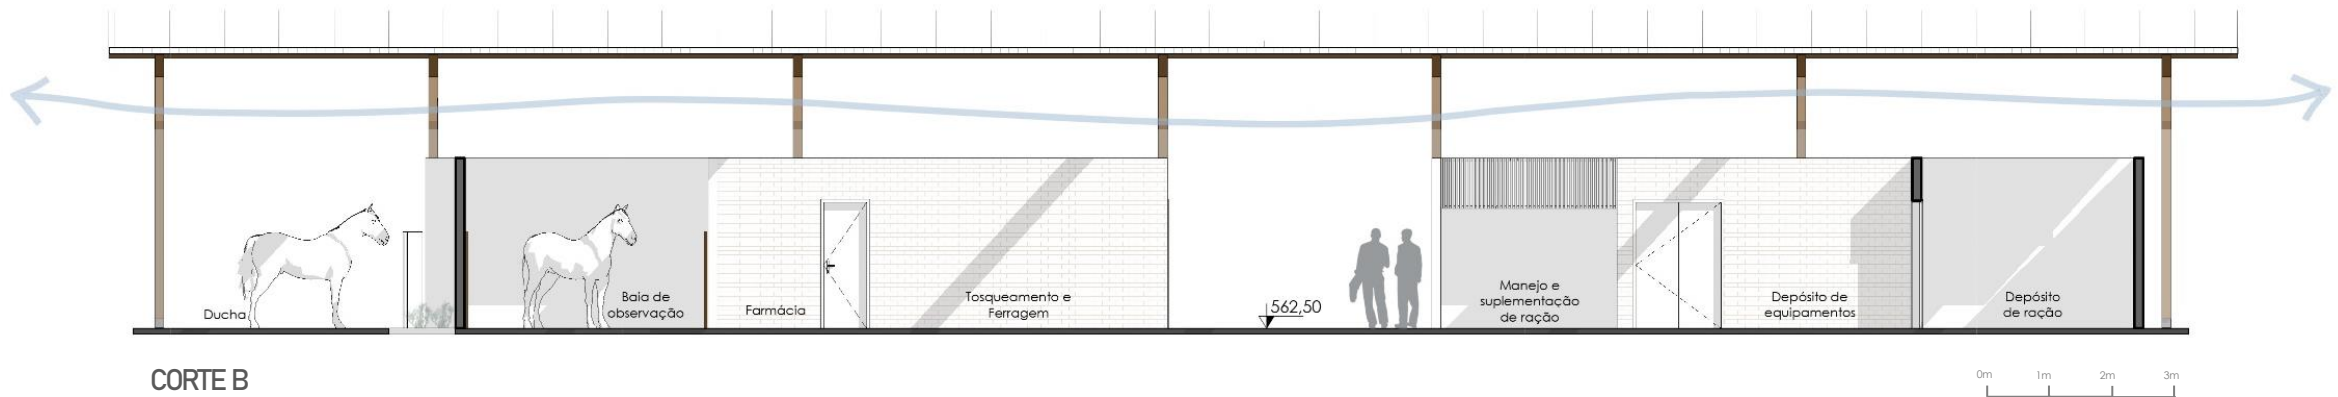 Ducha
Baia de
observação
Farmácia
Tosqueamento e
Ferragem
562,50
Manejo e
suplementação
de ração
Depósito de
equipamentos
Depósito
de ração
CORTE B
0m 1m 2m 3m